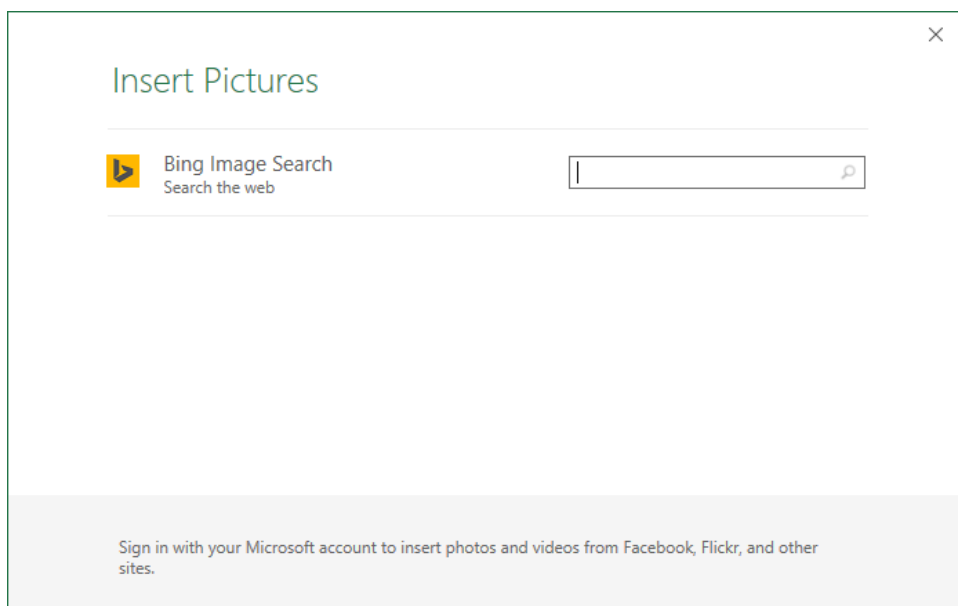 Insert Pictures
Bing Image Search
Search the web
Sign in with your Microsoft account to insert photos and videos from Facebook, Flickr, and other
sites.